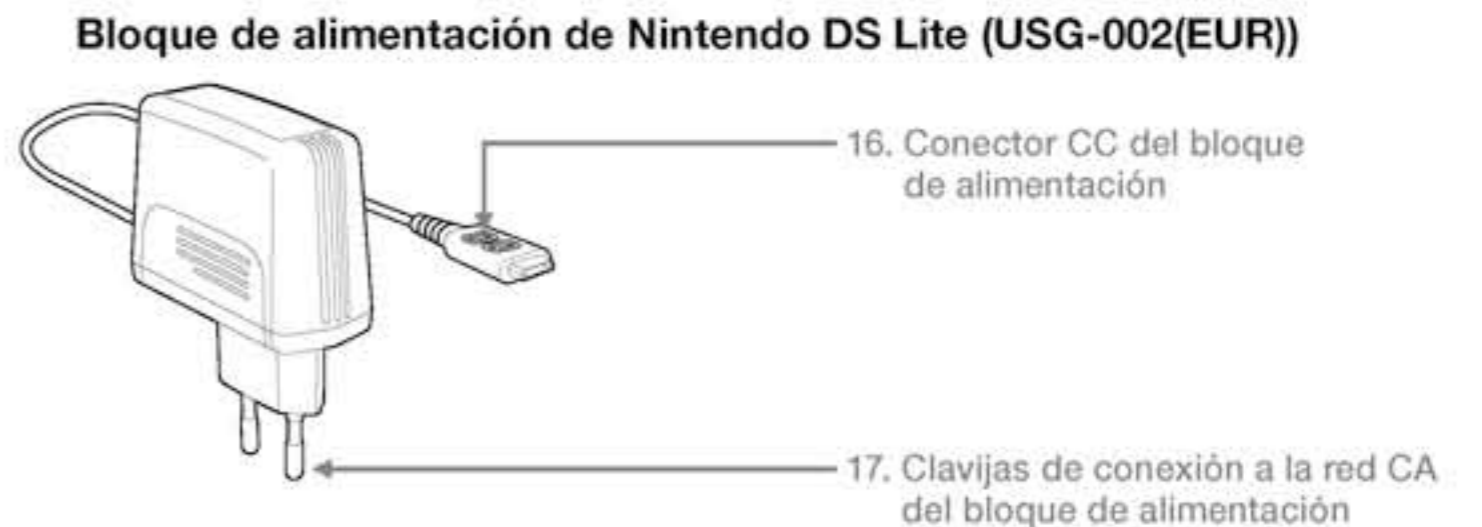 Bloque de alimentación de Nintendo DS Lite (USG-002(EUR))
16. Conector CC del bloque
de alimentación
17. Clavijas de conexión a la red CA
del bloque de alimentación